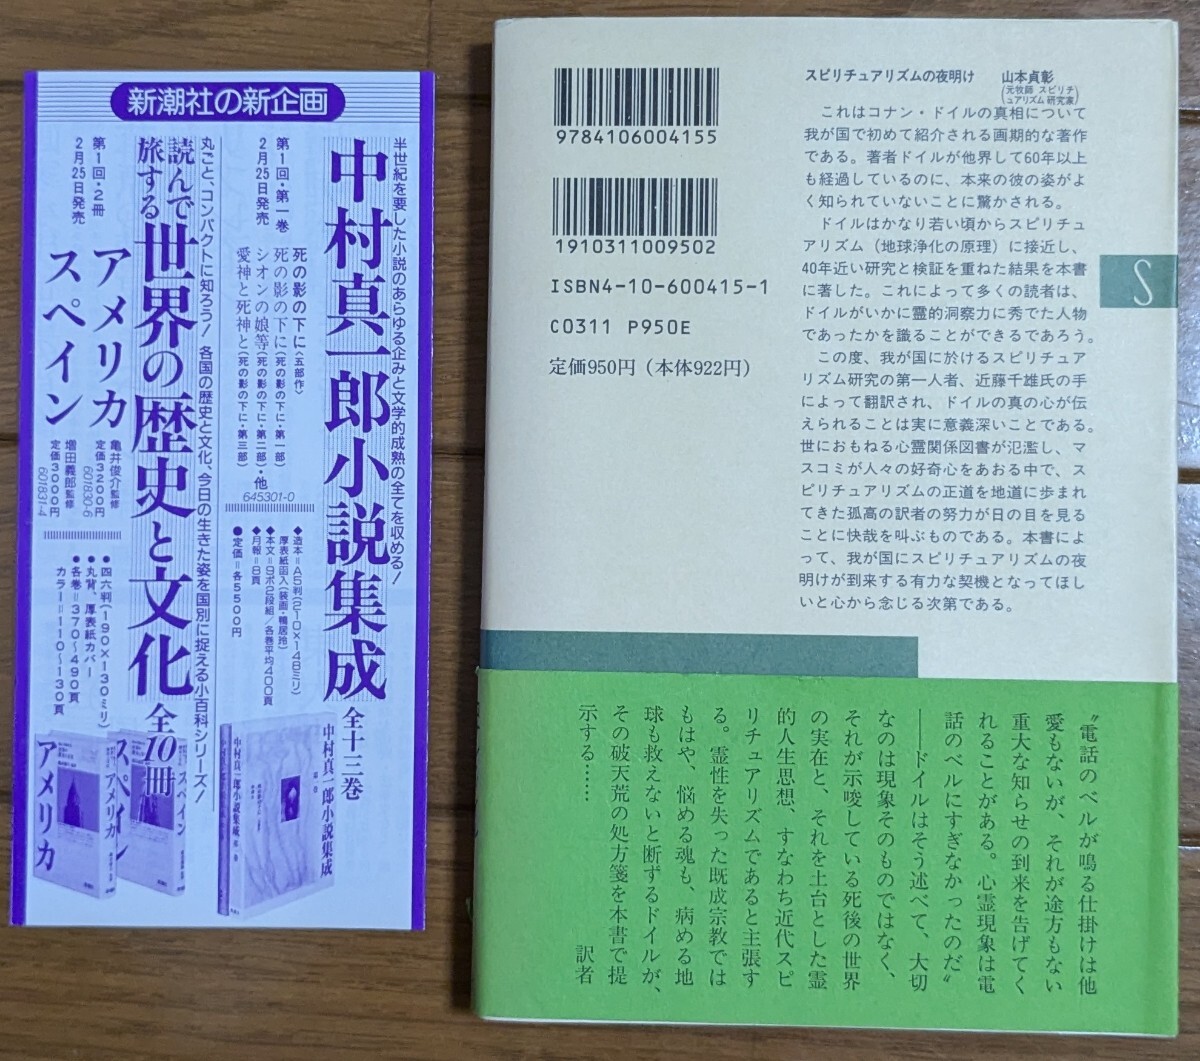 新潮社の新企画
半世紀を要した小説のあらゆる企みと文学的成熟の全てを収める!
中村真一郎小説集成
全十三巻
第1回・第一巻
2月25日発売
死の影の下に〈五部作〉
死の影の下に(死の影の下に・第一部)
シオンの娘等(死の影の下に・第二部)
愛神と死神と(死の影の下に・第三部)
・他
645301-0
◆造本=A5判(210×148ミリ)
厚表紙函入(装画・鴨居玲)
◆本文=9ポ2段組/各巻平均400頁
◆月報=8頁
●定価=各5500円
丸ごと、コンパクトに知ろう! 各国の歴史と文化、今日の生きた姿を国別に捉える小百科シリーズ!
読んで旅する
世界の歴史と文化
全10冊
第1回・2冊
2月25日発売
アメリカ
亀井俊介監修
定価3200円
601830-6
スペイン
増田義郎監修
定価3000円
601831-4
●四六判(190×130ミリ)
●丸背、厚表紙カバー
●各巻=370〜490頁
カラー=110〜130頁
中村真一郎小説集成
中村真一郎小説集成
スペイン
スペイン
アメリカ
アメリカ
9784106004155
1910311009502
ISBN4-10-600415-1
C0311 P950E
定価950円(本体922円)
スピリチュアリズムの夜明け 山本貞彰
(元牧師 スピリチ
ュアリズム研究家)
これはコナン・ドイルの真相について
我が国で初めて紹介される画期的な著作
である。著者ドイルが他界して60年以上
も経過しているのに、本来の彼の姿がよ
く知られていないことに驚かされる。
ドイルはかなり若い頃からスピリチュ
アリズム(地球浄化の原理)に接近し、
40年近い研究と検証を重ねた結果を本書
に著した。これによって多くの読者は、
ドイルがいかに霊的洞察力に秀でた人物
であったかを識ることができるであろう。
この度、我が国に於けるスピリチュア
リズム研究の第一人者、近藤千雄氏の手
によって翻訳され、ドイルの真の心が伝
えられることは実に意義深いことである。
世におもねる心霊関係図書が氾濫し、マ
スコミが人々の好奇心をあおる中で、ス
ピリチュアリズムの正道を地道に歩まれ
てきた孤高の訳者の努力が日の目を見る
ことに快哉を叫ぶものである。本書によ
って、我が国にスピリチュアリズムの夜
明けが到来する有力な契機となってほし
いと心から念じる次第である。
S
〝電話のベルが鳴る仕掛けは他
愛もないが、それが途方もない
重大な知らせの到来を告げてく
れることがある。心霊現象は電
話のベルにすぎなかったのだ〟
——ドイルはそう述べて、大切
なのは現象そのものではなく、
それが示唆している死後の世界
の実在と、それを土台とした霊
的人生思想、すなわち近代スピ
リチュアリズムであると主張す
る。霊性を失った既成宗教では
もはや、悩める魂も、病める地
球も救えないと断ずるドイルが、
その破天荒の処方箋を本書で提
示する……
訳者